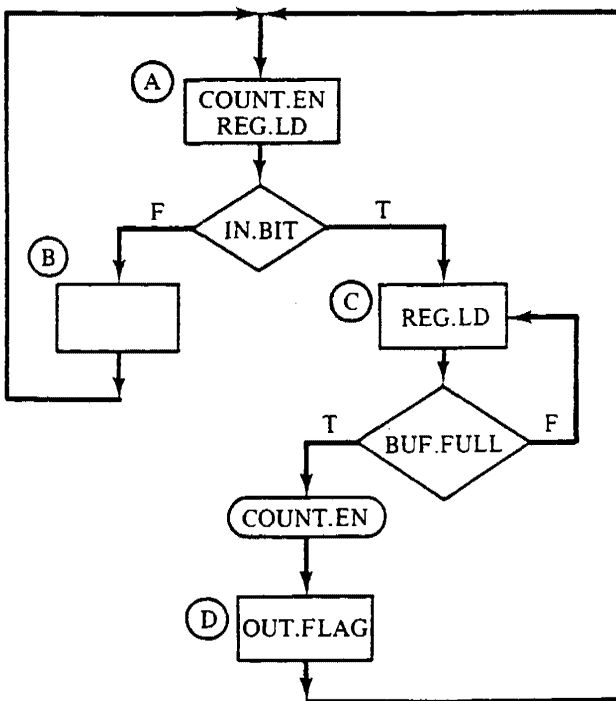 A
COUNT.EN
REG.LD
F
IN.BIT
T
B
C
REG.LD
T
BUF.FULL
F
COUNT.EN
D
OUT.FLAG